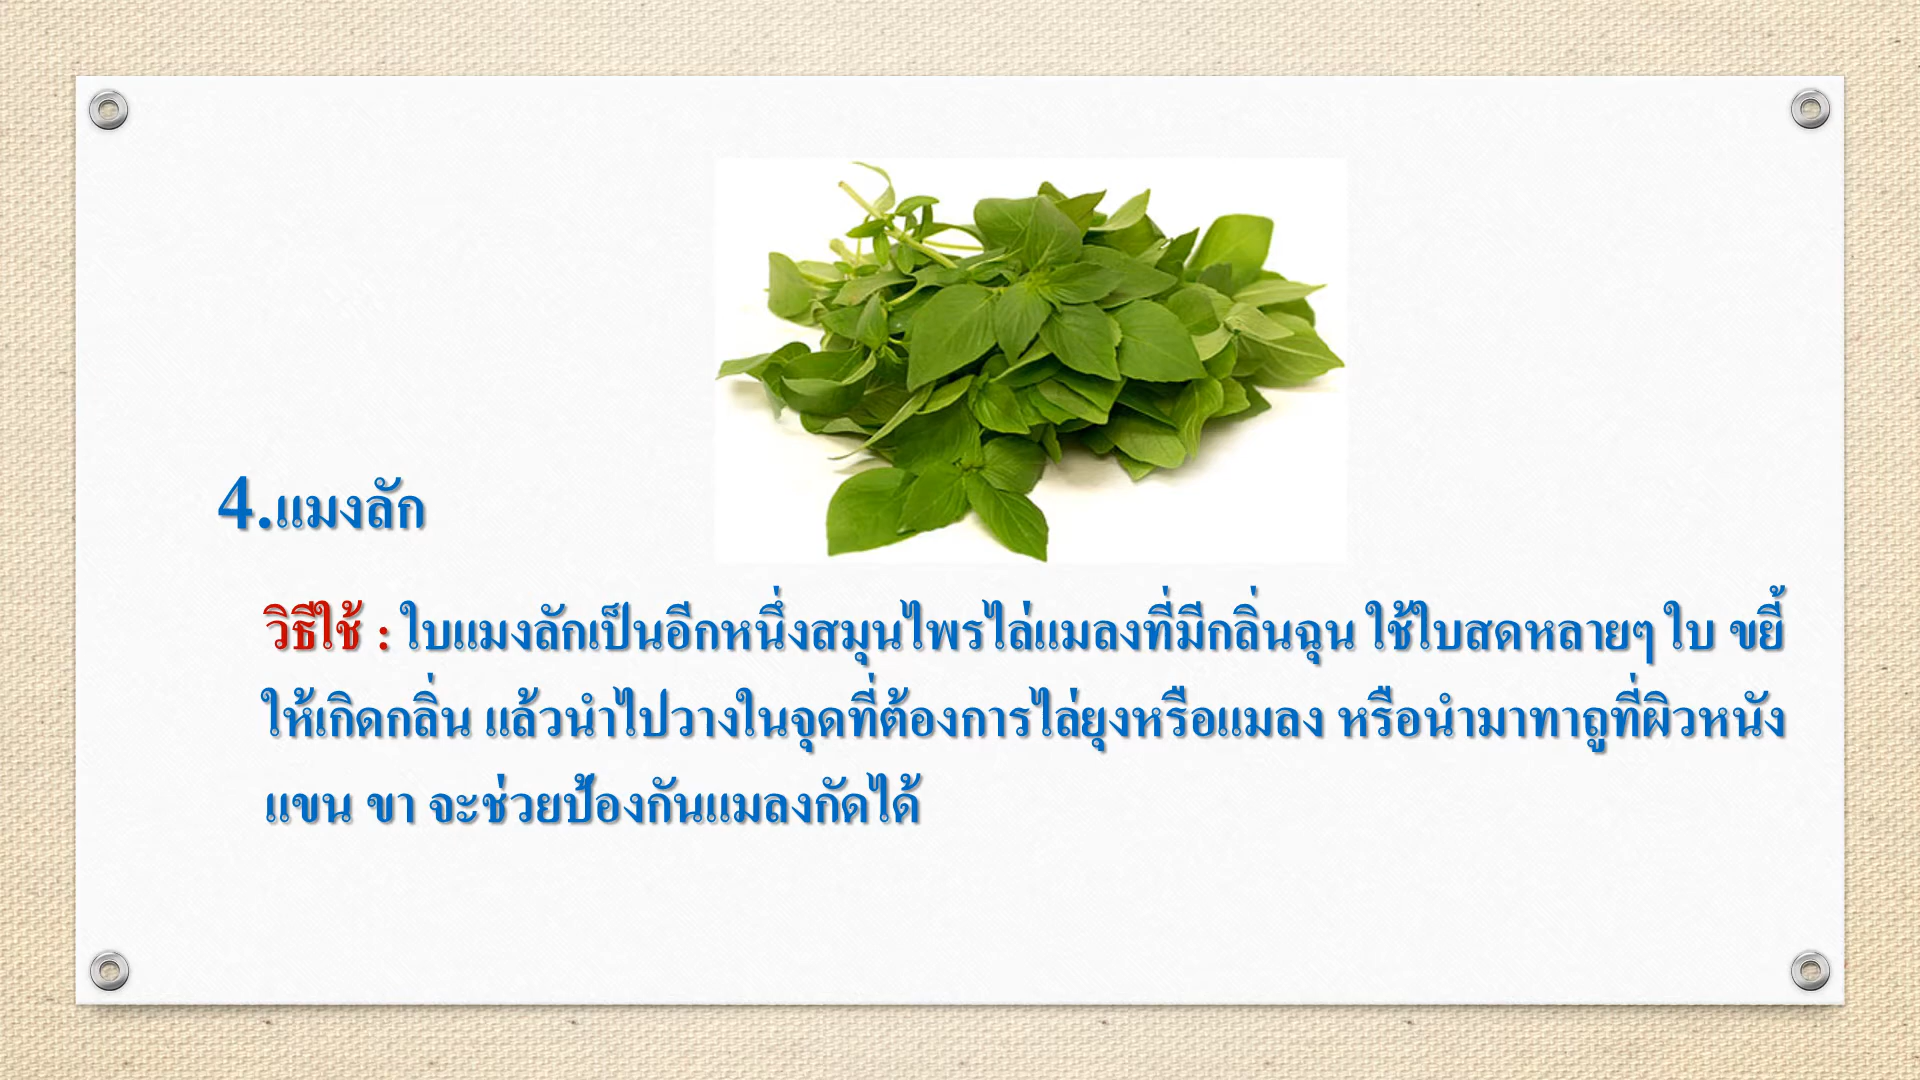 4.แมงลัก
วิธีใช้ : ใบแมงลักเป็นอีกหนึ่งสมุนไพรไล่แมลงที่มีกลิ่นฉุน ใช้ใบสดหลายๆ ใบ ขยี้
ให้เกิดกลิ่น แล้วนำไปวางในจุดที่ต้องการไล่ยุงหรือแมลง หรือนำมาทาถูที่ผิวหนัง
แขน ขา จะช่วยป้องกันแมลงกัดได้